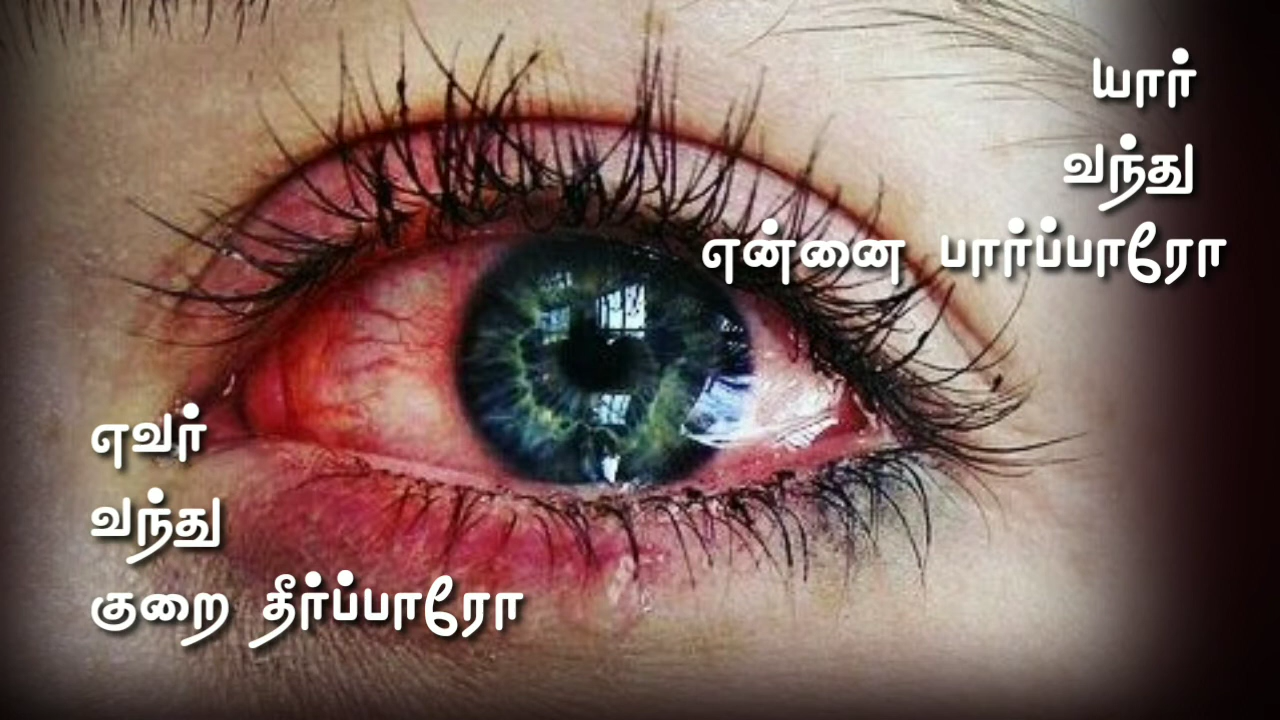 யார்
வந்து
என்னை பார்ப்பாரோ
எவர்
வந்து
குறை தீர்ப்பாரோ